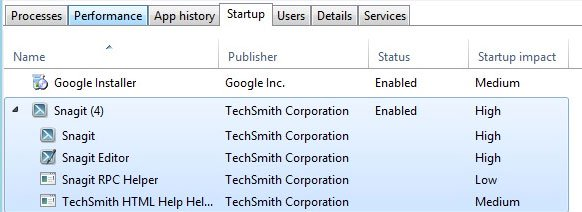 Processes Performance App history Startup Users Details Services
Name Publisher Status Startup impact
Google Installer Google Inc. Enabled Medium
Snagit (4) TechSmith Corporation Enabled High
Snagit TechSmith Corporation High
Snagit Editor TechSmith Corporation High
Snagit RPC Helper TechSmith Corporation Low
TechSmith HTML Help Hel... TechSmith Corporation Medium